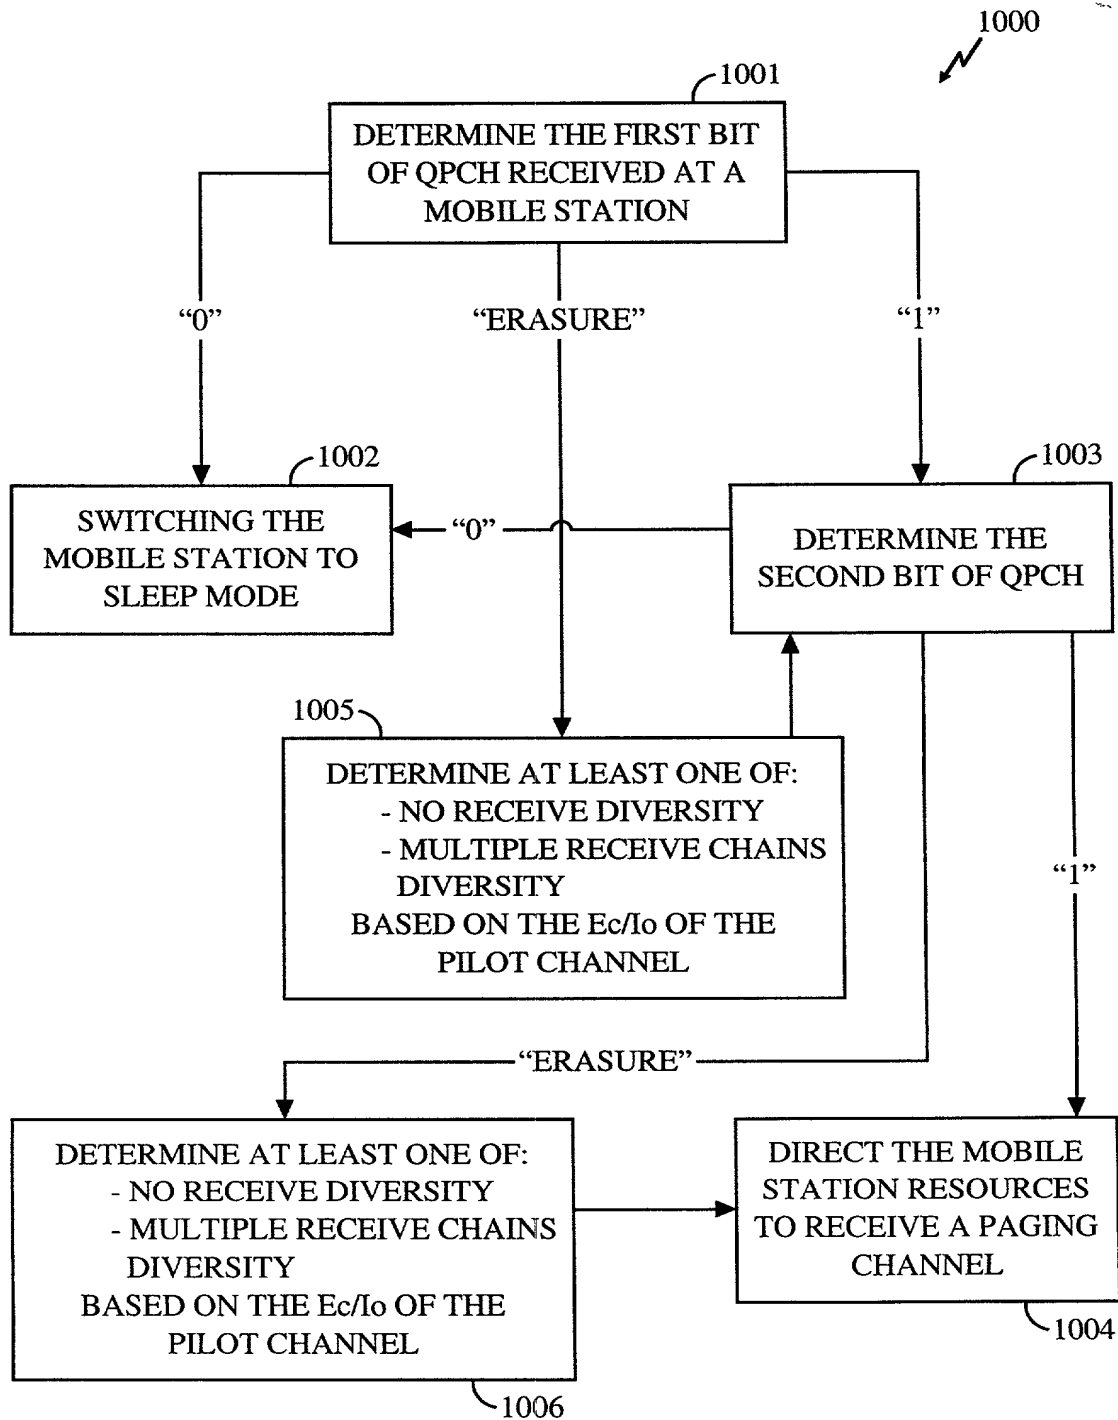 1000
1001
DETERMINE THE FIRST BIT
OF QPCH RECEIVED AT A
MOBILE STATION
“0”
“ERASURE”
“1”
1002
SWITCHING THE
MOBILE STATION TO
SLEEP MODE
“0”
1003
DETERMINE THE
SECOND BIT OF QPCH
1005
DETERMINE AT LEAST ONE OF:
- NO RECEIVE DIVERSITY
- MULTIPLE RECEIVE CHAINS
DIVERSITY
BASED ON THE Ec/Io OF THE
PILOT CHANNEL
“1”
“ERASURE”
DETERMINE AT LEAST ONE OF:
- NO RECEIVE DIVERSITY
- MULTIPLE RECEIVE CHAINS
DIVERSITY
BASED ON THE Ec/Io OF THE
PILOT CHANNEL
1006
DIRECT THE MOBILE
STATION RESOURCES
TO RECEIVE A PAGING
CHANNEL
1004